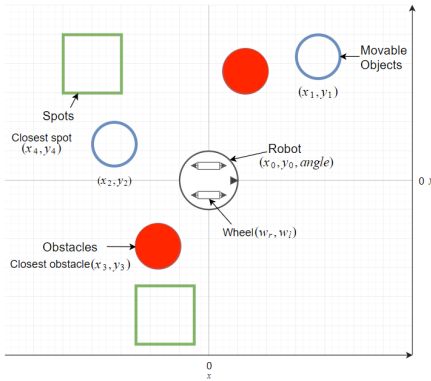 Movable
Objects
(x₁, y₁)
Spots
Closest spot
(x₄, y₄)
Robot
(x₀, y₀, angle)
(x₂, y₂)
0
Wheel(wᵣ, wₗ)
Obstacles
Closest obstacle(x₃, y₃)
0
x